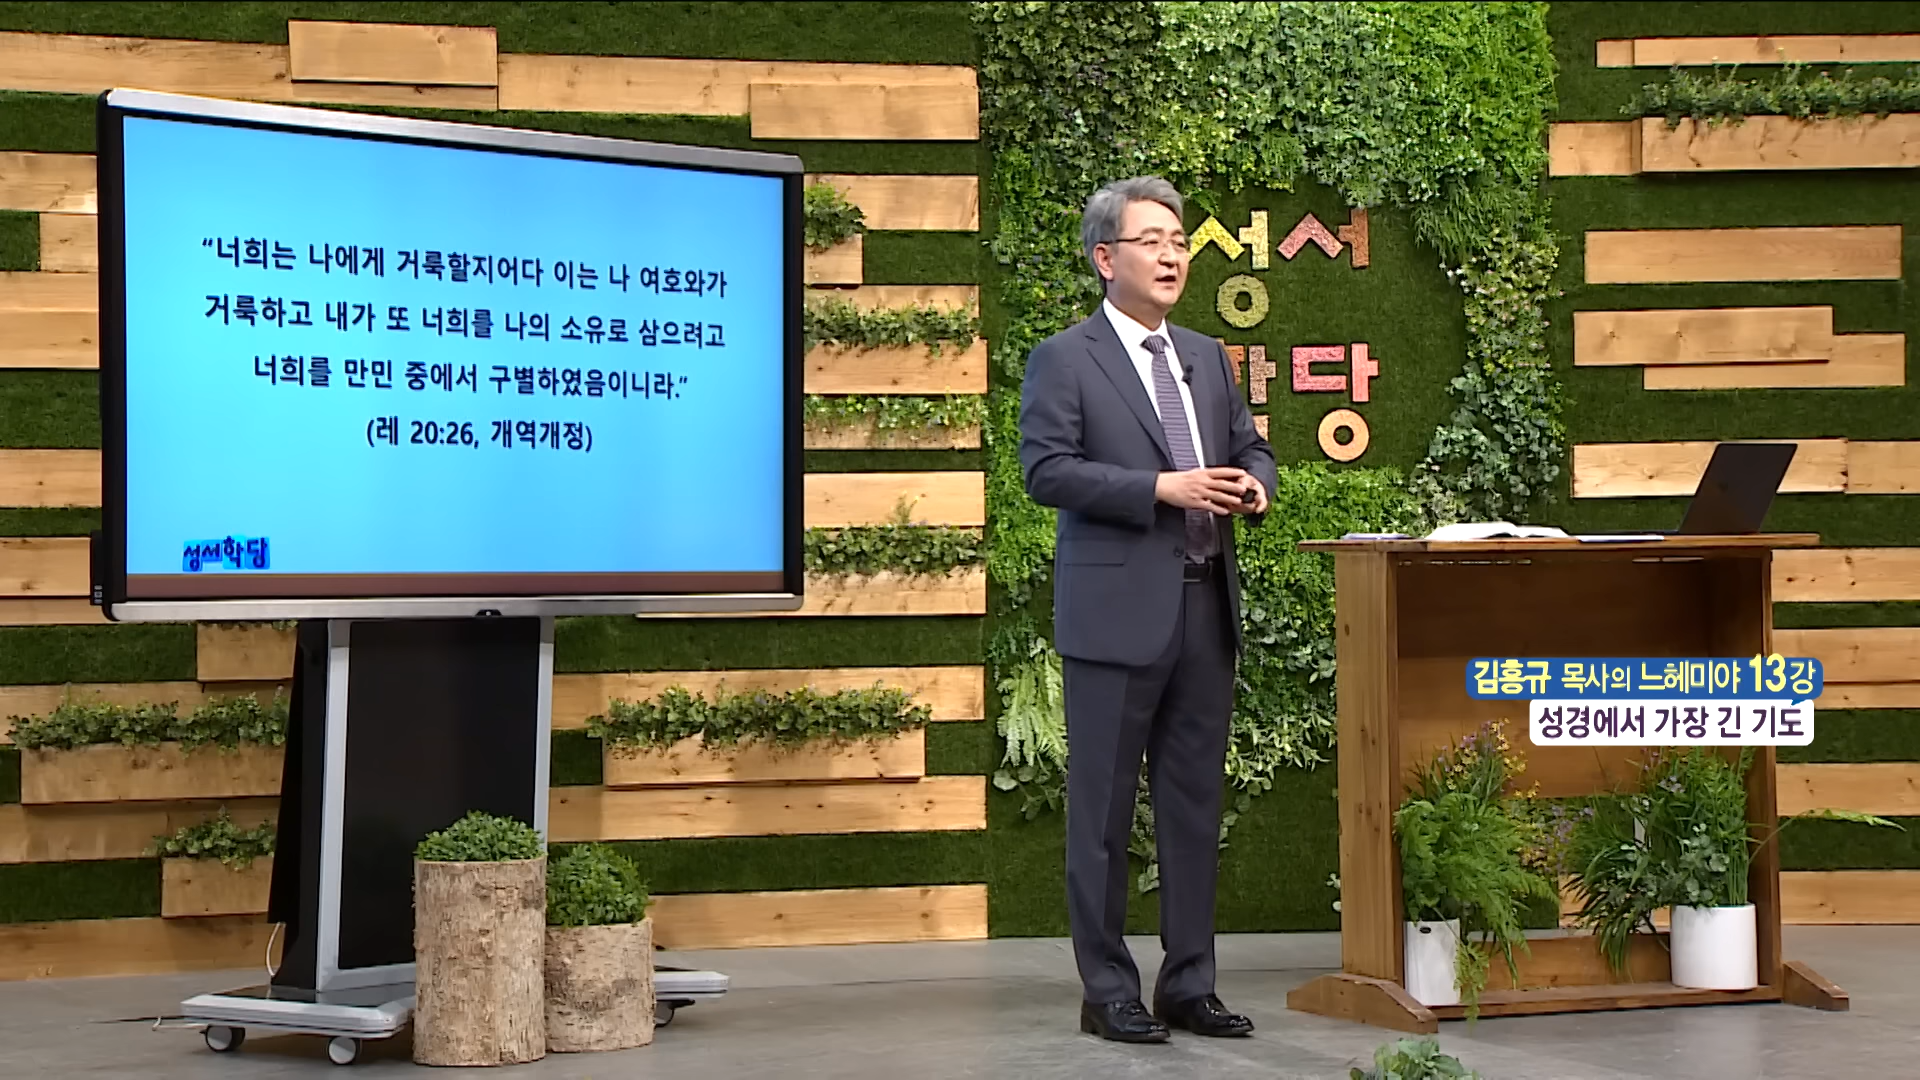 “너희는 나에게 거룩할지어다 이는 나 여호와가
거룩하고 내가 또 너희를 나의 소유로 삼으려고
너희를 만민 중에서 구별하였음이니라.”
(레 20:26, 개역개정)
성서학당
성서
학당
김흥규 목사의 느헤미야 13강
성경에서 가장 긴 기도